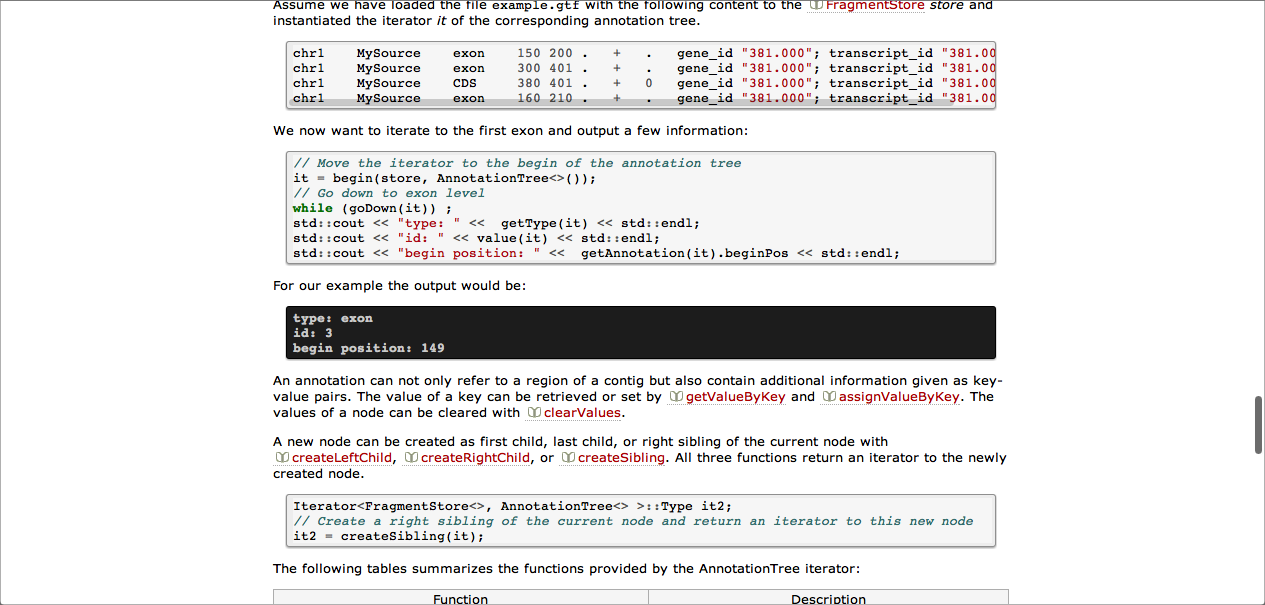 Assume we have loaded the file example.gtf with the following content to the FragmentStore store and
instantiated the iterator it of the corresponding annotation tree.
chr1    MySource    exon    150 200 .   +   .   gene_id "381.000"; transcript_id "381.00
chr1    MySource    exon    300 401 .   +   .   gene_id "381.000"; transcript_id "381.00
chr1    MySource    CDS     380 401 .   +   0   gene_id "381.000"; transcript_id "381.00
chr1    MySource    exon    160 210 .   +   .   gene_id "381.000"; transcript_id "381.00
We now want to iterate to the first exon and output a few information:
// Move the iterator to the begin of the annotation tree
it = begin(store, AnnotationTree<>());
// Go down to exon level
while (goDown(it)) ;
std::cout << "type: " <<  getType(it) << std::endl;
std::cout << "id: " << value(it) << std::endl;
std::cout << "begin position: " <<  getAnnotation(it).beginPos << std::endl;
For our example the output would be:
type: exon
id: 3
begin position: 149
An annotation can not only refer to a region of a contig but also contain additional information given as key-
value pairs. The value of a key can be retrieved or set by getValueByKey and assignValueByKey. The
values of a node can be cleared with clearValues.
A new node can be created as first child, last child, or right sibling of the current node with
createLeftChild, createRightChild, or createSibling. All three functions return an iterator to the newly
created node.
Iterator<FragmentStore<>, AnnotationTree<> >::Type it2;
// Create a right sibling of the current node and return an iterator to this new node
it2 = createSibling(it);
The following tables summarizes the functions provided by the AnnotationTree iterator:
Function    Description